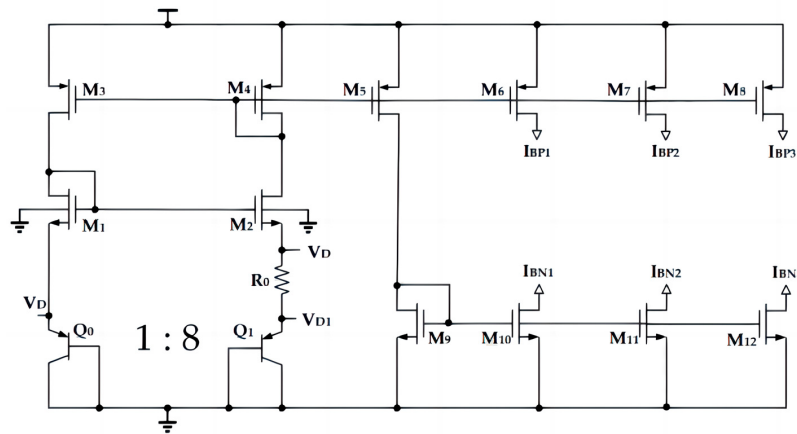 M3 M4 M5 M6 M7 M8
IBP1 IBP2 IBP3
M1 M2
VD
R0
IBN1 IBN2 IBN
VD VD1
Q0 1 : 8 Q1
M9 M10 M11 M12